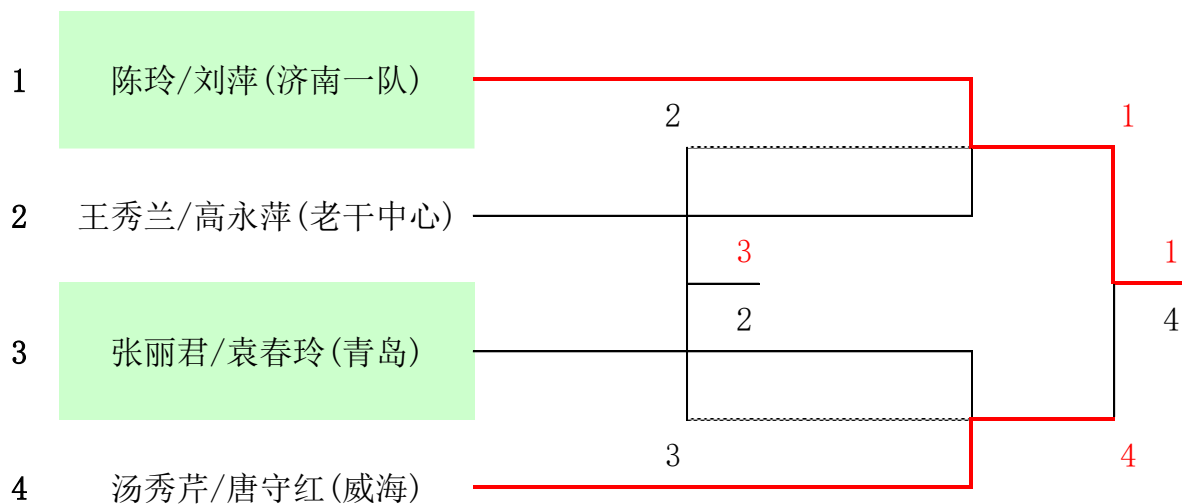 1 陈玲/刘萍(济南一队)
2 1
2 王秀兰/高永萍(老干中心)
3 1
2 4
3 张丽君/袁春玲(青岛)
3 4
4 汤秀芹/唐守红(威海)